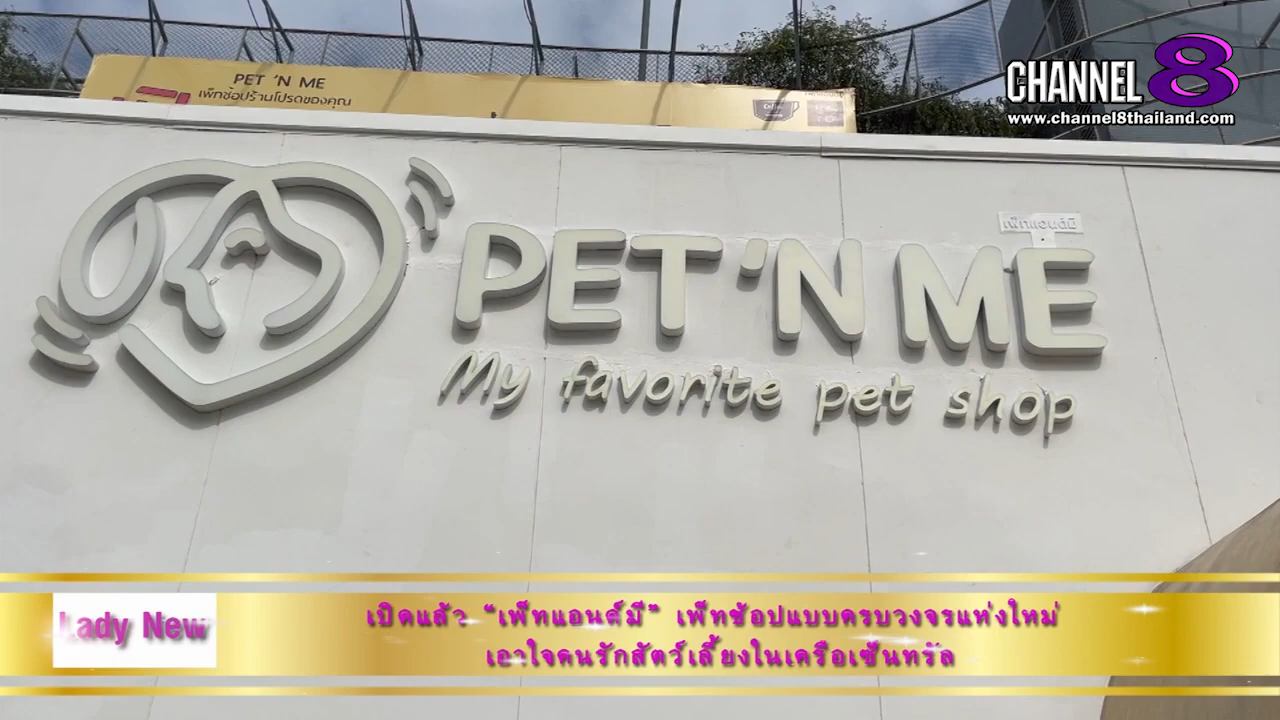 PET 'N ME
เพ็ทช้อปร้านโปรดของคุณ
CHANNEL 8
www.channel8thailand.com
เพ็ทแอนด์มี
PET 'N ME
My favorite pet shop
Lady New
เปิดแล้ว "เพ็ทแอนด์มี" เพ็ทช้อปแบบครบวงจรแห่งใหม่
เอาใจคนรักสัตว์เลี้ยงในเครือเซ็นทรัล